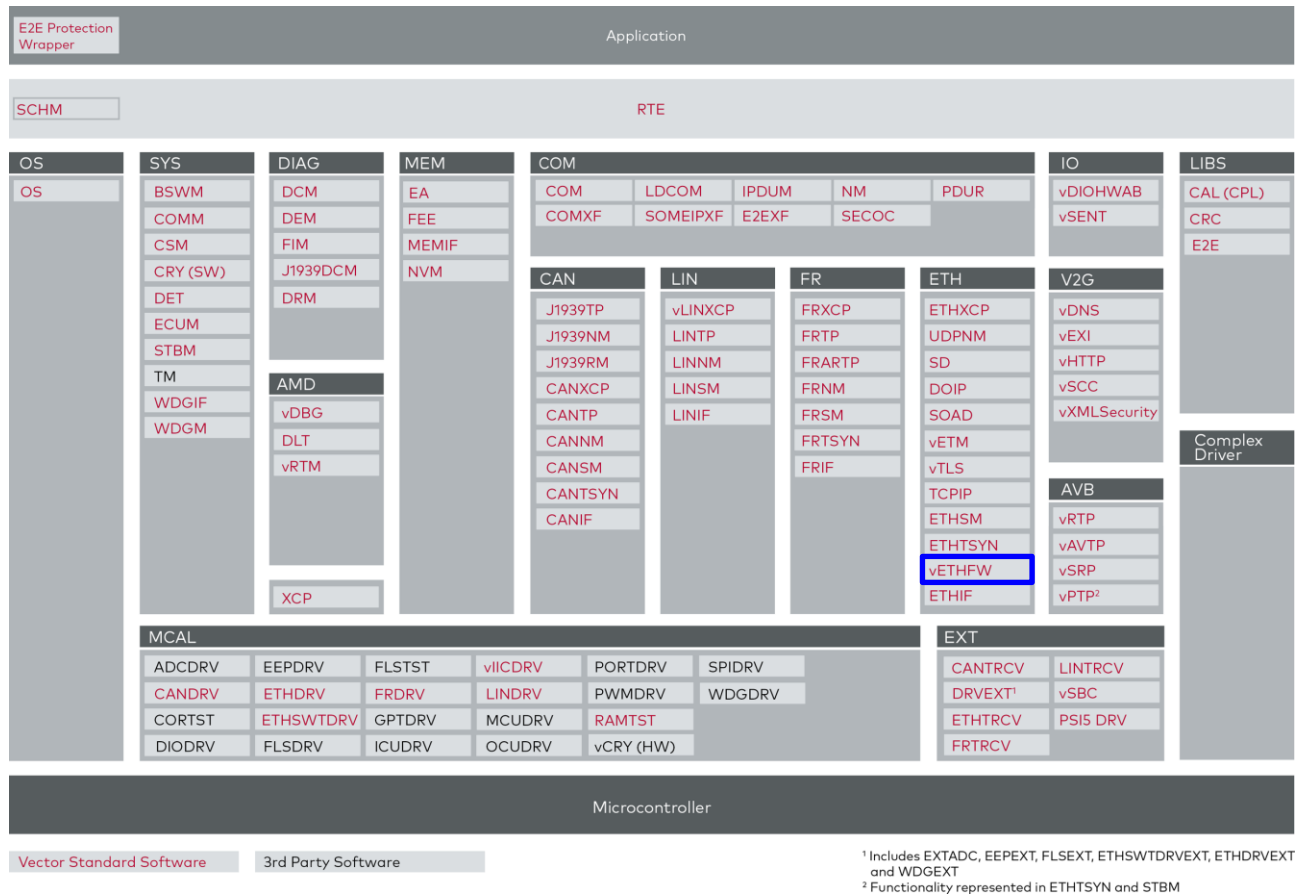 E2E Protection
Wrapper
Application
SCHM
RTE
OS
OS
SYS
BSWM
COMM
CSM
CRY (SW)
DET
ECUM
STBM
TM
WDGIF
WDGM
DIAG
DCM
DEM
FIM
J1939DCM
DRM
AMD
vDBG
DLT
vRTM
XCP
MEM
EA
FEE
MEMIF
NVM
COM
COM LDCOM IPDUM NM PDUR
COMXF SOMEIPXF E2EXF SECOC
CAN
J1939TP
J1939NM
J1939RM
CANXCP
CANTP
CANNM
CANSM
CANTSYN
CANIF
LIN
vLINXCP
LINTP
LINNM
LINSM
LINIF
FR
FRXCP
FRTP
FRARTP
FRNM
FRSM
FRTSYN
FRIF
ETH
ETHXCP
UDPNM
SD
DOIP
SOAD
vETM
vTLS
TCPIP
ETHSM
ETHTSYN
vETHFW
ETHIF
IO
vDIOHWAB
vSENT
V2G
vDNS
vEXI
vHTTP
vSCC
vXMLSecurity
AVB
vRTP
vAVTP
vSRP
vPTP²
LIBS
CAL (CPL)
CRC
E2E
Complex
Driver
MCAL
ADCDRV EEPDRV FLSTST vIICDRV PORTDRV SPIDRV
CANDRV ETHDRV FRDRV LINDRV PWMDRV WDGDRV
CORTST ETHSWTDRV GPTDRV MCUDRV RAMTST
DIODRV FLSDRV ICUDRV OCUDRV vCRY (HW)
EXT
CANTRCV LINTRCV
DRVEXT¹ vSBC
ETHTRCV PSI5 DRV
FRTRCV
Microcontroller
Vector Standard Software
3rd Party Software
¹ Includes EXTADC, EEPEXT, FLSEXT, ETHSWTDRVEXT, ETHDRVEXT
and WDGEXT
² Functionality represented in ETHTSYN and STBM